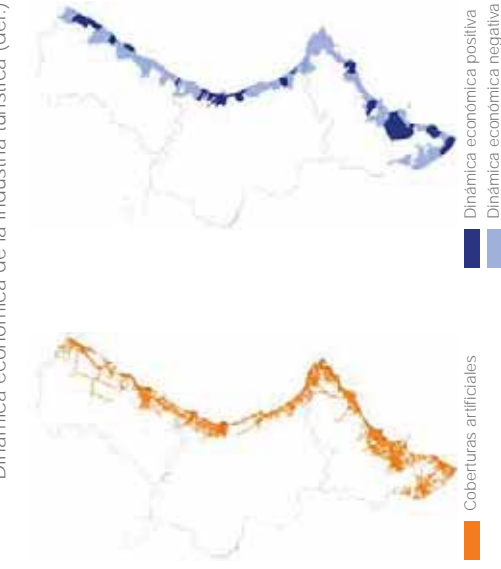 Dinámica económica de la industria turística (der.)
Coberturas artificiales
Dinámica económica positiva
Dinámica económica negativa